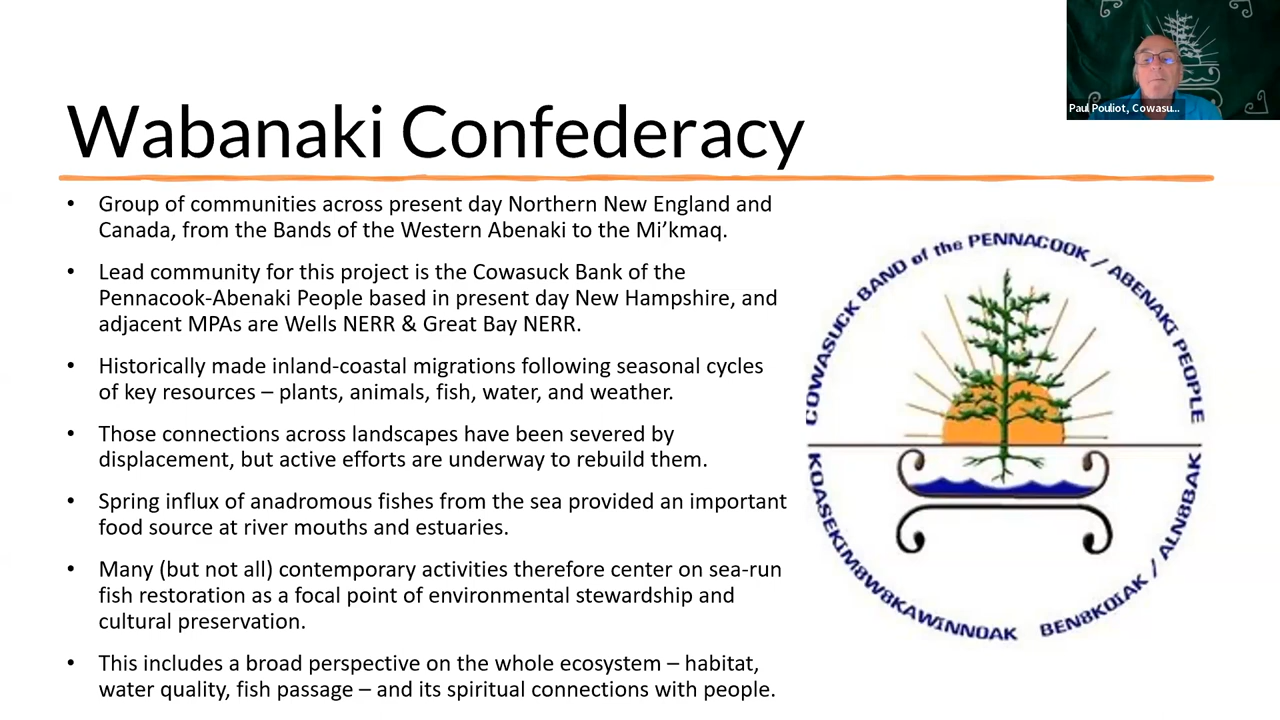 Paul Pouliot, Cowasu...
Wabanaki Confederacy
• Group of communities across present day Northern New England and
Canada, from the Bands of the Western Abenaki to the Mi’kmaq.
• Lead community for this project is the Cowasuck Bank of the
Pennacook-Abenaki People based in present day New Hampshire, and
adjacent MPAs are Wells NERR & Great Bay NERR.
• Historically made inland-coastal migrations following seasonal cycles
of key resources – plants, animals, fish, water, and weather.
• Those connections across landscapes have been severed by
displacement, but active efforts are underway to rebuild them.
• Spring influx of anadromous fishes from the sea provided an important
food source at river mouths and estuaries.
• Many (but not all) contemporary activities therefore center on sea-run
fish restoration as a focal point of environmental stewardship and
cultural preservation.
• This includes a broad perspective on the whole ecosystem – habitat,
water quality, fish passage – and its spiritual connections with people.
COWASUCK BAND of the PENNACOOK / ABENAKI PEOPLE
KOASEKIM8W8KAWINNOAK BEN8KOIAK / ALN8BAK